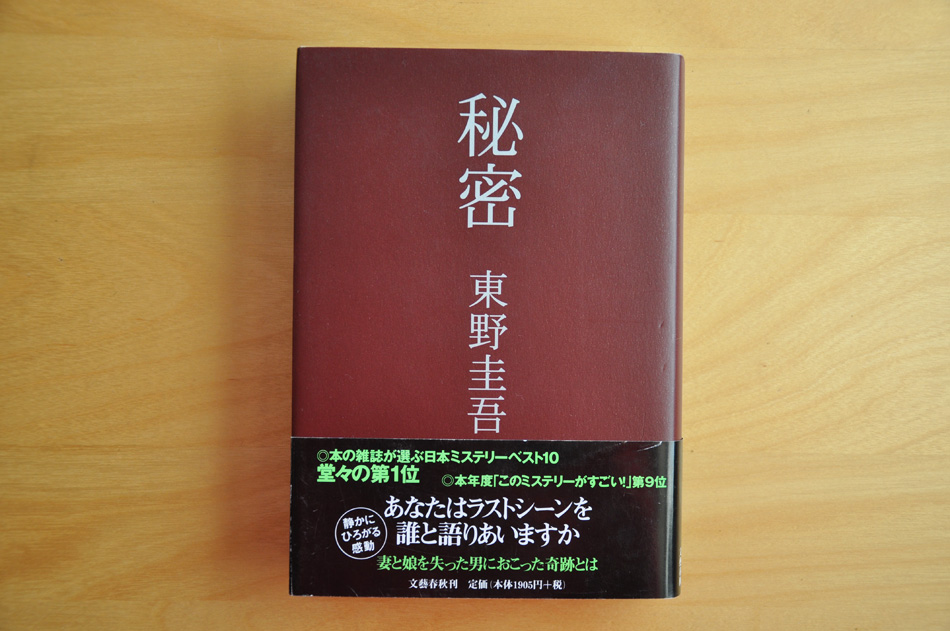 秘密
東野圭吾
◎本の雑誌が選ぶ日本ミステリーベスト10
堂々の第1位
◎本年度「このミステリーがすごい!」第9位
あなたはラストシーンを
誰と語りあいますか
静かに
ひろがる
感動
妻と娘を失った男におこった奇跡とは
文藝春秋刊 定価(本体1905円+税)